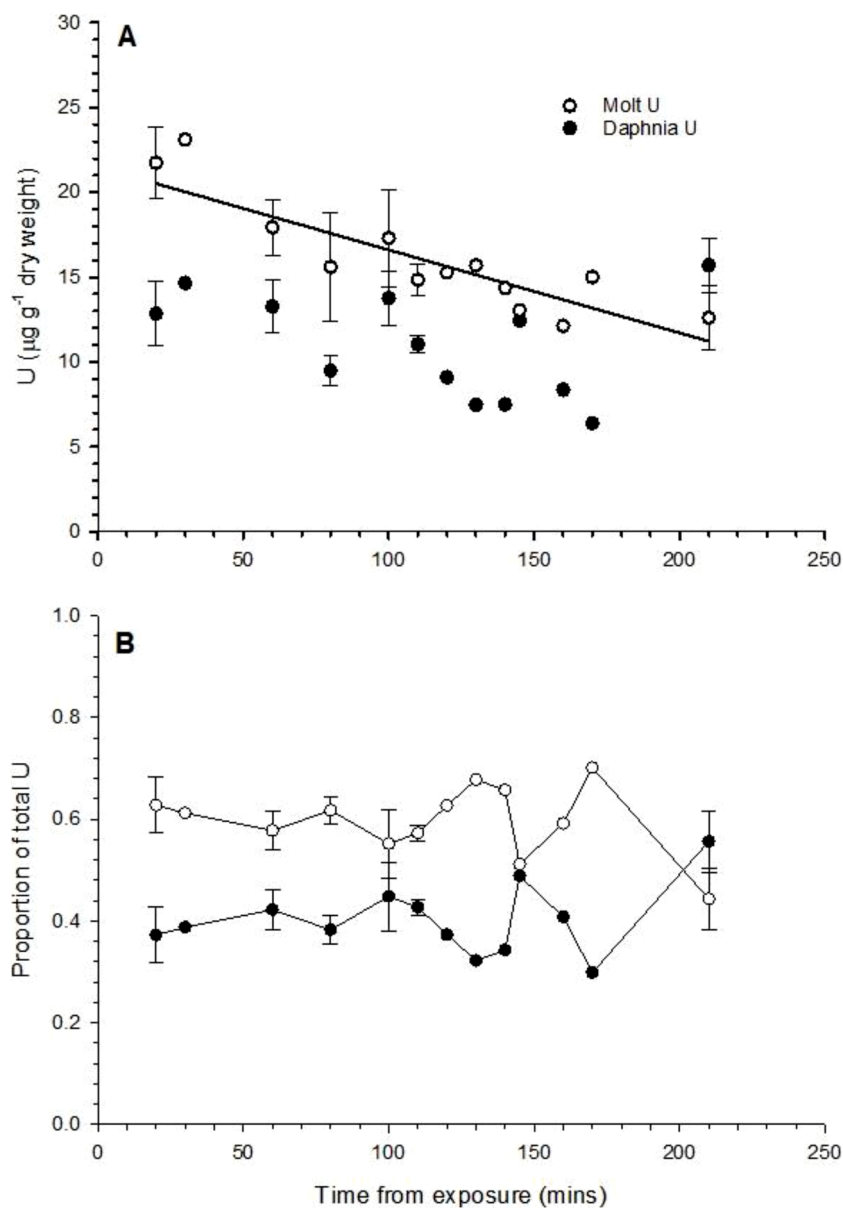 A
30
25
20
15
10
5
0
U (µg g⁻¹ dry weight)
Molt U
Daphnia U
0 50 100 150 200 250
B
1.0
0.8
0.6
0.4
0.2
0.0
Proportion of total U
0 50 100 150 200 250
Time from exposure (mins)